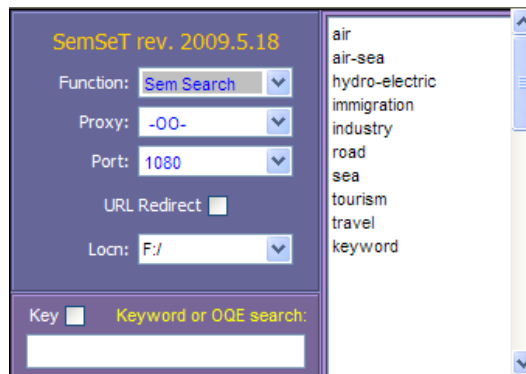 SemSeT rev. 2009.5.18
Function: Sem Search
Proxy: -OO-
Port: 1080
URL Redirect
Locn: F:/
Key Keyword or OQE search:
air
air-sea
hydro-electric
immigration
industry
road
sea
tourism
travel
keyword